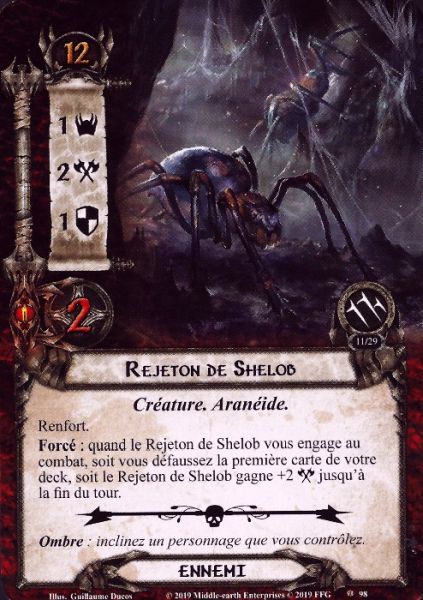 12
1
2
1
2
11/29
Rejeton de Shelob
Créature. Aranéide.
Renfort.
Forcé : quand le Rejeton de Shelob vous engage au
combat, soit vous défaussez la première carte de votre
deck, soit le Rejeton de Shelob gagne +2 jusqu'à
la fin du tour.
Ombre : inclinez un personnage que vous contrôlez.
ENNEMI
Illus. Guillaume Ducos
© 2019 Middle-earth Enterprises © 2019 FFG
98